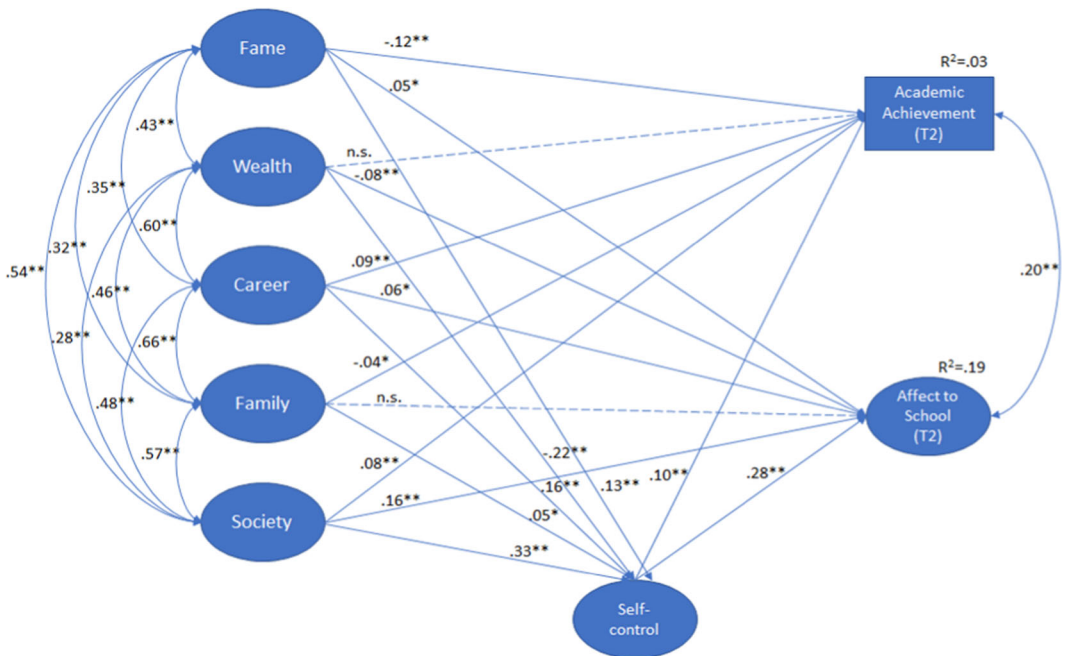 Fame
-.12**
.05*
R²=.03
Academic
Achievement
(T2)
.43**
Wealth
n.s.
-.08**
.35**
.60**
.32**
.54**
Career
.09**
.06*
.20**
.46**
.28**
.66**
-.04*
R²=.19
Family
n.s.
Affect to
School
(T2)
.48**
.57**
.08**
-.22**
.16**
.13**
.10**
.28**
.16**
Society
.05*
.33**
Self-
control